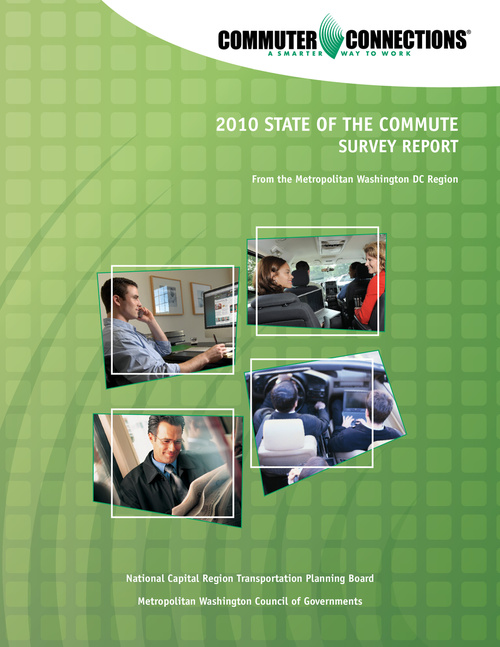 COMMUTER CONNECTIONS®
A SMARTER WAY TO WORK
2010 STATE OF THE COMMUTE
SURVEY REPORT
From the Metropolitan Washington DC Region
National Capital Region Transportation Planning Board
Metropolitan Washington Council of Governments